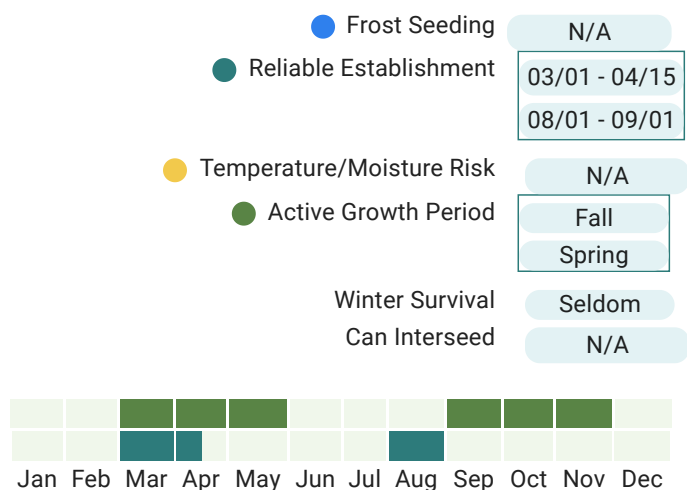 Frost Seeding N/A
Reliable Establishment 03/01 - 04/15
08/01 - 09/01
Temperature/Moisture Risk N/A
Active Growth Period Fall
Spring
Winter Survival Seldom
Can Interseed N/A
Jan Feb Mar Apr May Jun Jul Aug Sep Oct Nov Dec